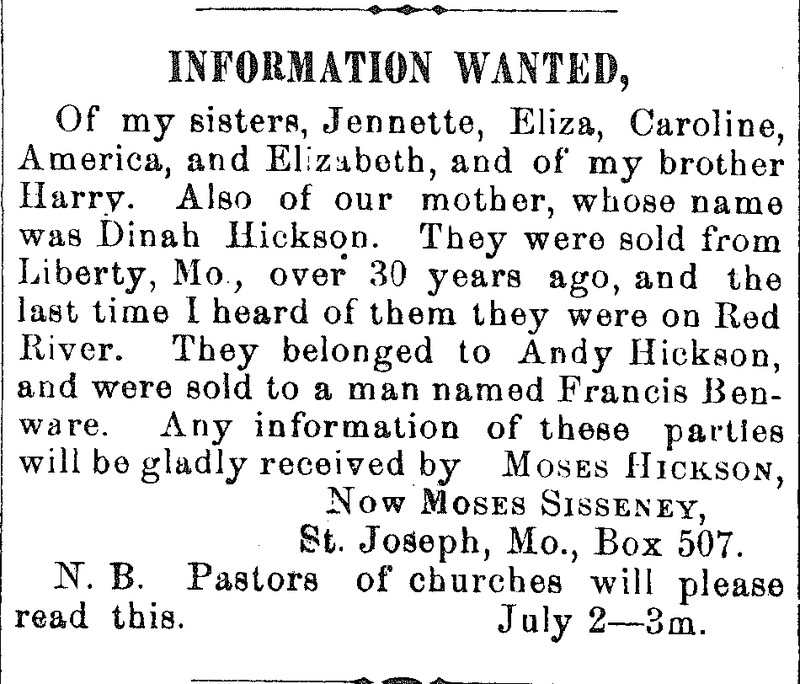 INFORMATION WANTED,
Of my sisters, Jennette, Eliza, Caroline,
America, and Elizabeth, and of my brother
Harry. Also of our mother, whose name
was Dinah Hickson. They were sold from
Liberty, Mo., over 30 years ago, and the
last time I heard of them they were on Red
River. They belonged to Andy Hickson,
and were sold to a man named Francis Ben-
ware. Any information of these parties
will be gladly received by MOSES HICKSON,
NOW MOSES SISSENEY,
St. Joseph, Mo., Box 507.
N. B. Pastors of churches will please
read this. July 2—3m.